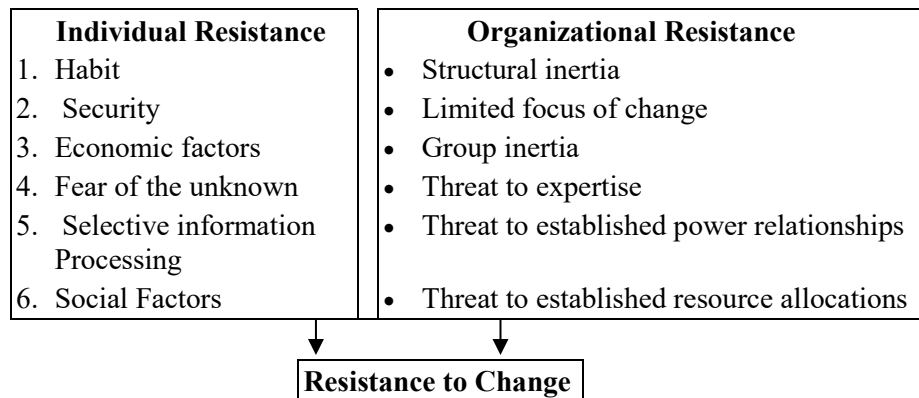 Individual Resistance
1. Habit
2. Security
3. Economic factors
4. Fear of the unknown
5. Selective information
Processing
6. Social Factors
Organizational Resistance
• Structural inertia
• Limited focus of change
• Group inertia
• Threat to expertise
• Threat to established power relationships
• Threat to established resource allocations
Resistance to Change